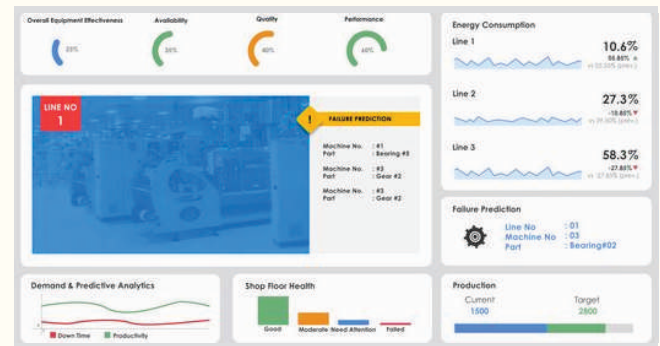 Overall Equipment Effectiveness
Availability
Quality
Performance
25%
40%
60%
Energy Consumption
Line 1
10.6%
Line 2
27.3%
Line 3
58.3%
LINE NO
1
!
FAILURE PREDICTION
Machine No. : #1
Part : Bearing #2
Machine No. : #3
Part : Gear #2
Machine No. : #3
Part : Gear #2
Failure Prediction
Line No : 01
Machine No : 03
Part : Bearing#02
Demand & Predictive Analytics
Down Time
Productivity
Shop Floor Health
Good
Moderate
Need Attention
Failed
Production
Current
Target
1500
2800